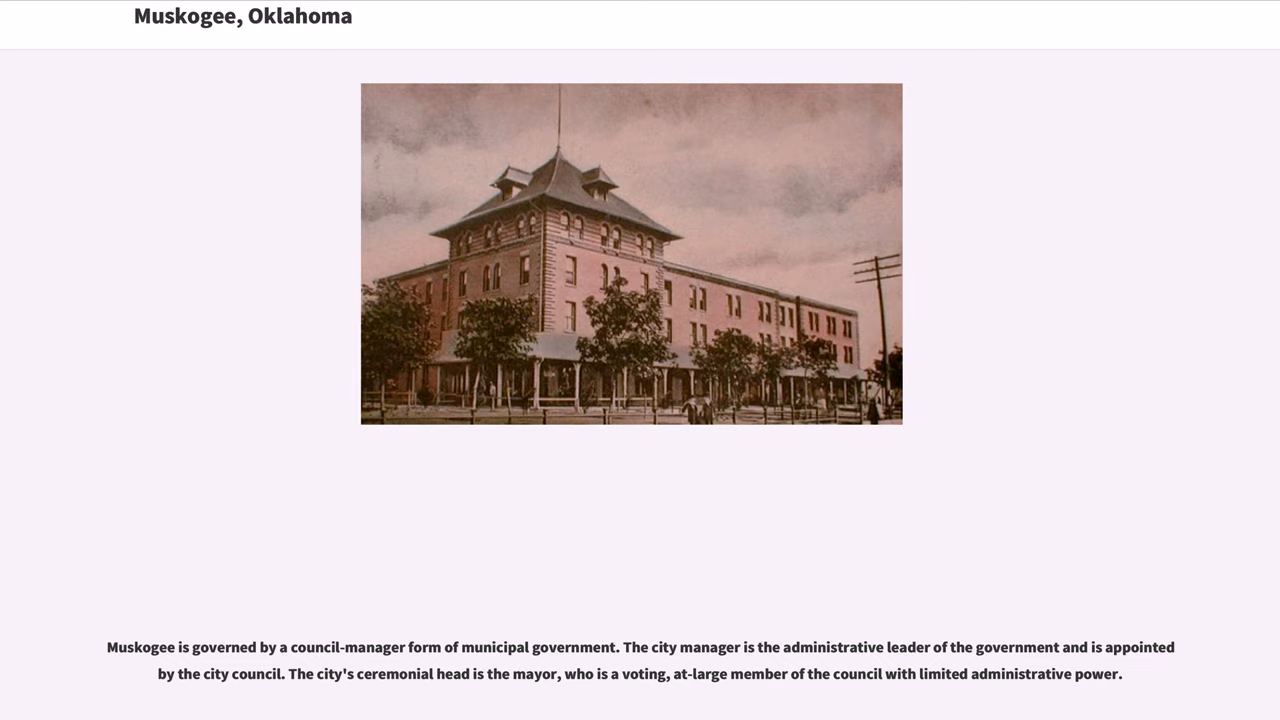 Muskogee, Oklahoma
Muskogee is governed by a council-manager form of municipal government. The city manager is the administrative leader of the government and is appointed
by the city council. The city's ceremonial head is the mayor, who is a voting, at-large member of the council with limited administrative power.